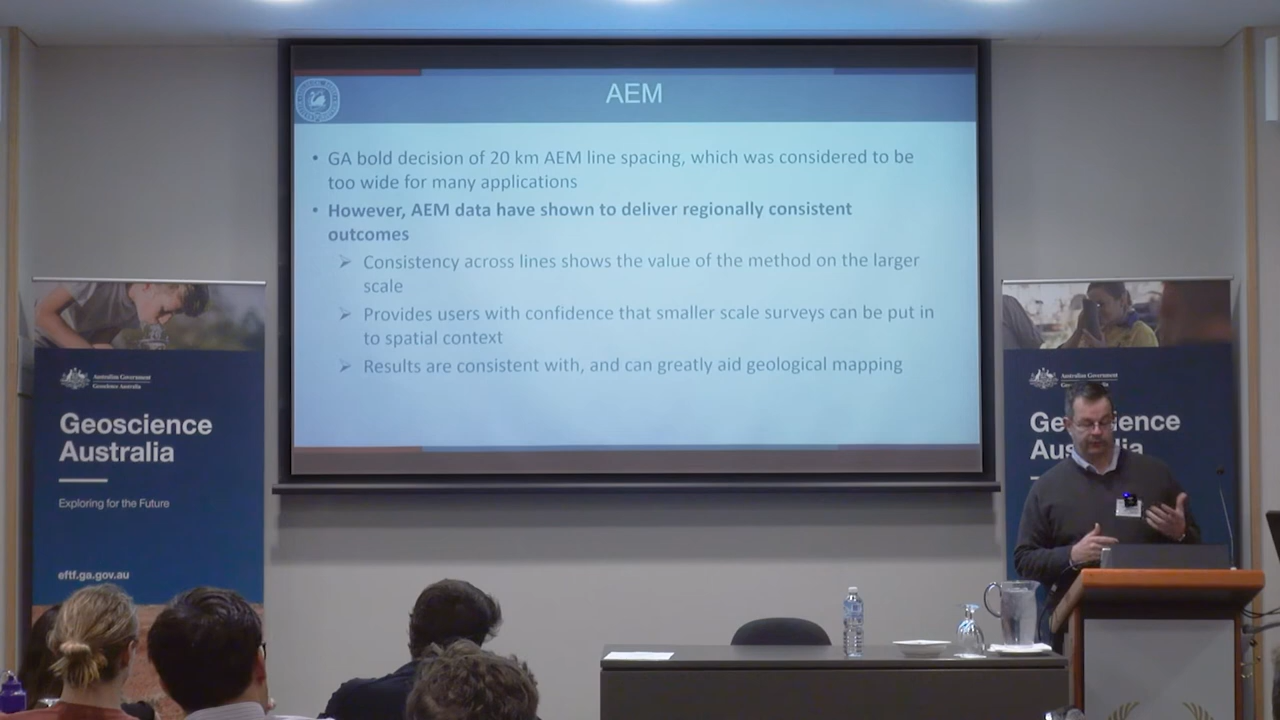 AEM
• GA bold decision of 20 km AEM line spacing, which was considered to be
too wide for many applications
• However, AEM data have shown to deliver regionally consistent
outcomes
➢ Consistency across lines shows the value of the method on the larger
scale
➢ Provides users with confidence that smaller scale surveys can be put in
to spatial context
➢ Results are consistent with, and can greatly aid geological mapping
Australian Government
Geoscience Australia
Geoscience
Australia
Exploring for the Future
eftf.ga.gov.au
Australian Government
Ge ience
Aus ia